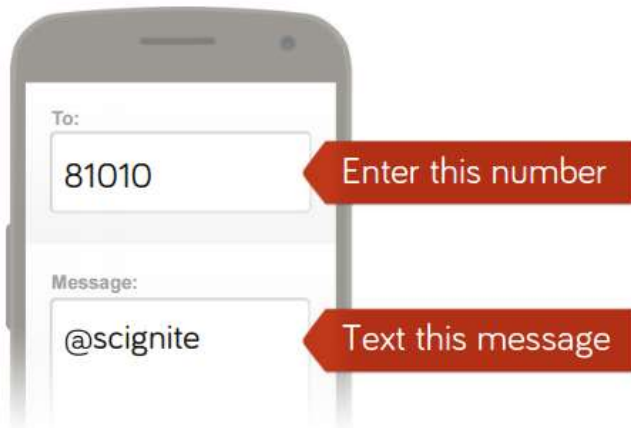 To:
81010
Enter this number
Message:
@scignite
Text this message